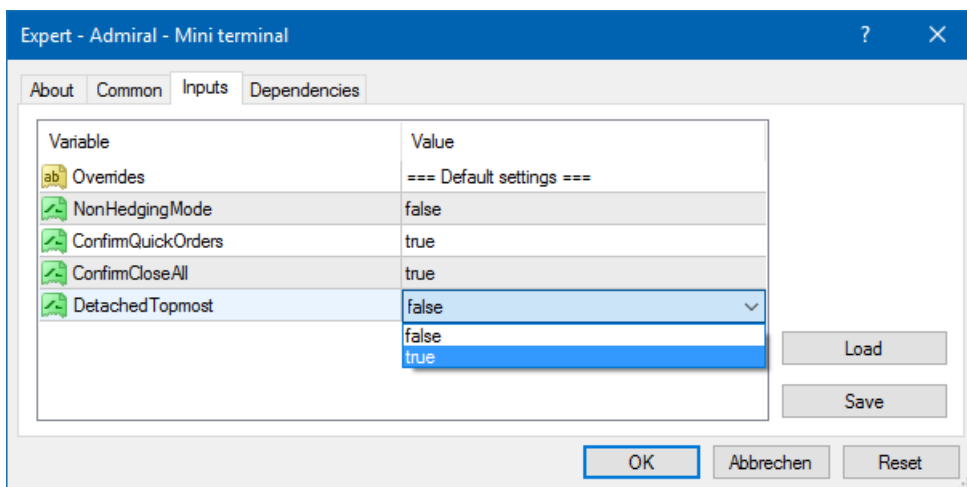 Expert - Admiral - Mini terminal ? ×
About Common Inputs Dependencies
Variable Value
ab Overrides === Default settings ===
NonHedgingMode false
ConfirmQuickOrders true
ConfirmCloseAll true
DetachedTopmost false
false
true
Load
Save
OK Abbrechen Reset